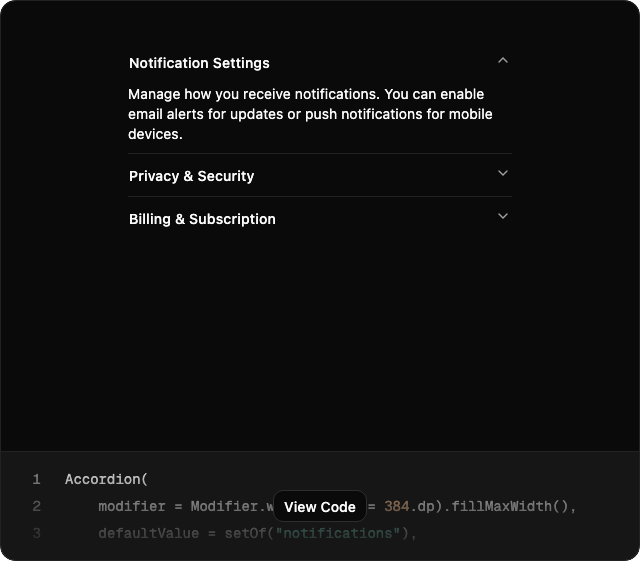 Notification Settings
Manage how you receive notifications. You can enable
email alerts for updates or push notifications for mobile
devices.
Privacy & Security
Billing & Subscription
1 Accordion(
2 modifier = Modifier. = 384.dp).fillMaxWidth(),
View Code
3 defaultValue = setOf("notifications"),